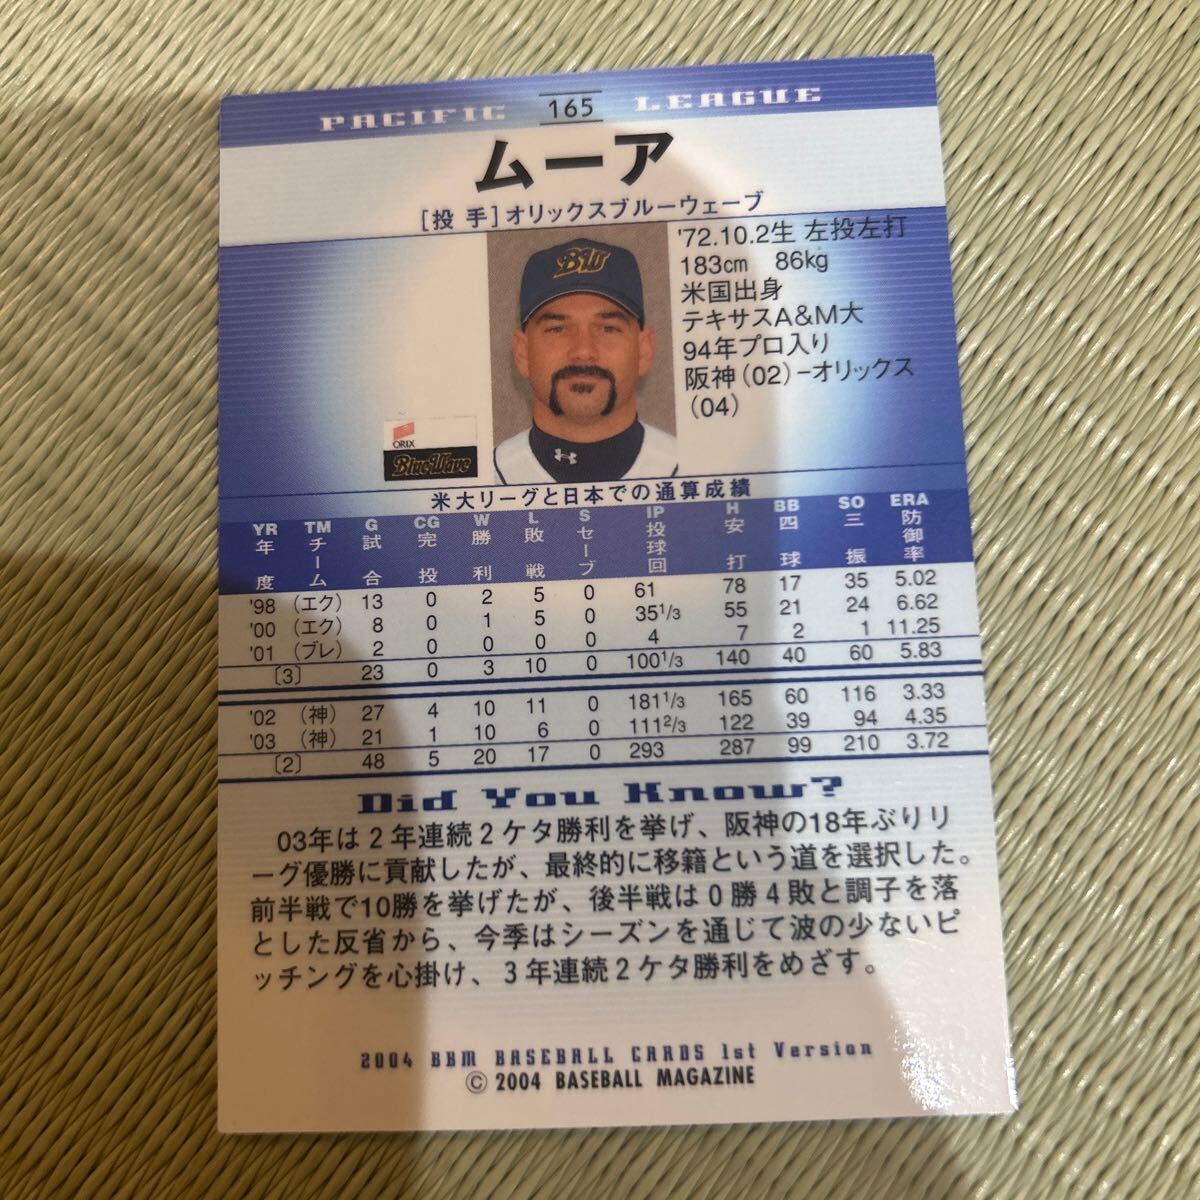 PACIFIC 165 LEAGUE
ムーア
[投 手] オリックスブルーウェーブ
BW
ORIX
BlueWave
'72.10.2生 左投左打
183cm 86kg
米国出身
テキサスA&M大
94年プロ入り
阪神(02)-オリックス
(04)
米大リーグと日本での通算成績
YR TM G CG W L S IP H BB SO ERA
年度 チーム 試合 完投 勝利 敗戦 セーブ 投球回 安打 四球 三振 防御率
'98 (エク) 13 0 2 5 0 61 78 17 35 5.02
'00 (エク) 8 0 1 5 0 35 1/3 55 21 24 6.62
'01 (ブレ) 2 0 0 0 0 4 7 2 1 11.25
[3] 23 0 3 10 0 100 1/3 140 40 60 5.83
'02 (神) 27 4 10 11 0 181 1/3 165 60 116 3.33
'03 (神) 21 1 10 6 0 111 2/3 122 39 94 4.35
[2] 48 5 20 17 0 293 287 99 210 3.72
Did You Know?
03年は2年連続2ケタ勝利を挙げ、阪神の18年ぶりリ
ーグ優勝に貢献したが、最終的に移籍という道を選択した。
前半戦で10勝を挙げたが、後半戦は0勝4敗と調子を落
とした反省から、今季はシーズンを通じて波の少ないピ
ッチングを心掛け、3年連続2ケタ勝利をめざす。
2004 BBM BASEBALL CARDS 1st Version
© 2004 BASEBALL MAGAZINE